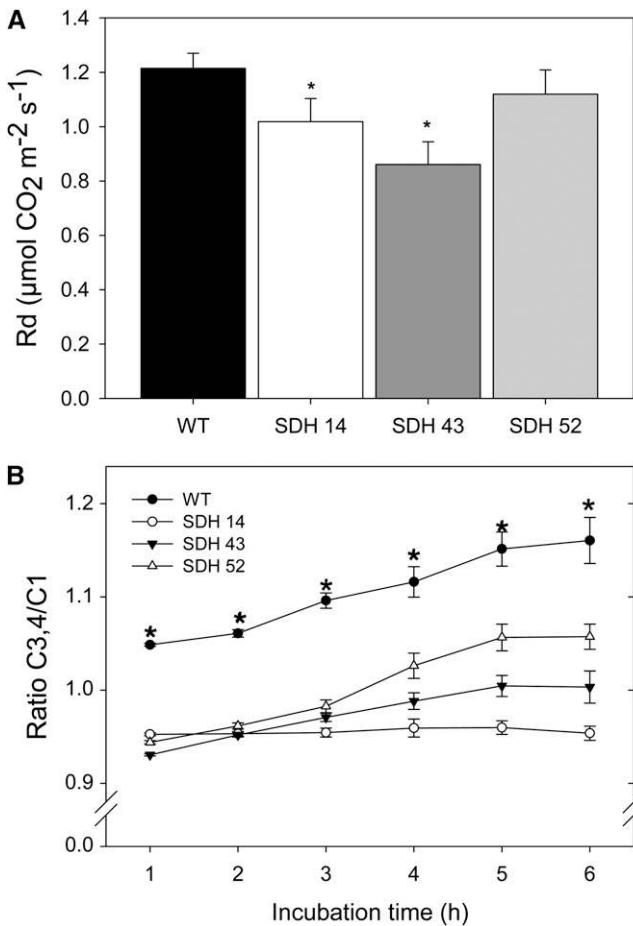 A
Rd (µmol CO2 m-2 s-1)
1.4
1.2
1.0
0.8
0.6
0.4
0.2
0.0
*
*
WT
SDH 14
SDH 43
SDH 52
B
WT
SDH 14
SDH 43
SDH 52
Ratio C3,4/C1
1.2
1.1
1.0
0.9
0.0
* * * * * *
1 2 3 4 5 6
Incubation time (h)